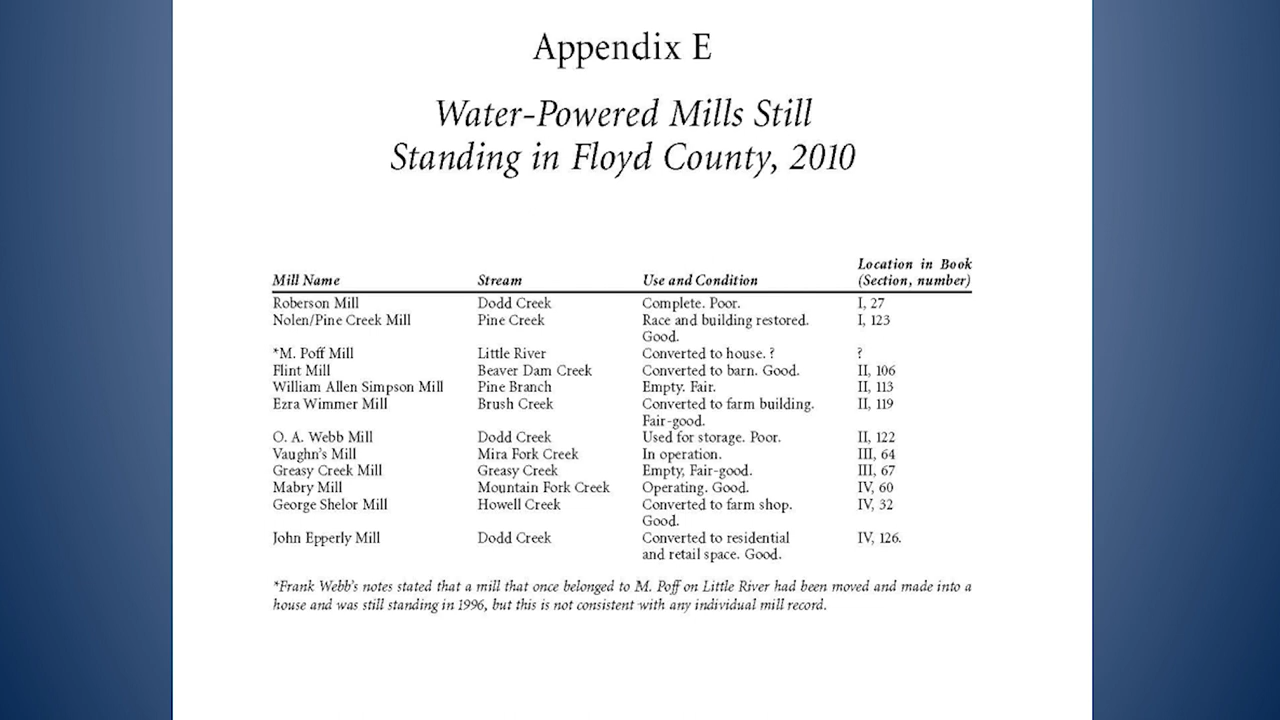 Appendix E
Water-Powered Mills Still
Standing in Floyd County, 2010
Location in Book
Mill Name Stream Use and Condition (Section, number)
Roberson Mill Dodd Creek Complete. Poor. I, 27
Nolen/Pine Creek Mill Pine Creek Race and building restored. I, 123
Good.
*M. Poff Mill Little River Converted to house. ? ?
Flint Mill Beaver Dam Creek Converted to barn. Good. II, 106
William Allen Simpson Mill Pine Branch Empty. Fair. II, 113
Ezra Wimmer Mill Brush Creek Converted to farm building. II, 119
Fair-good.
O. A. Webb Mill Dodd Creek Used for storage. Poor. II, 122
Vaughn's Mill Mira Fork Creek In operation. III, 64
Greasy Creek Mill Greasy Creek Empty, Fair-good. III, 67
Mabry Mill Mountain Fork Creek Operating. Good. IV, 60
George Shelor Mill Howell Creek Converted to farm shop. IV, 32
Good.
John Epperly Mill Dodd Creek Converted to residential IV, 126.
and retail space. Good.
*Frank Webb's notes stated that a mill that once belonged to M. Poff on Little River had been moved and made into a
house and was still standing in 1996, but this is not consistent with any individual mill record.